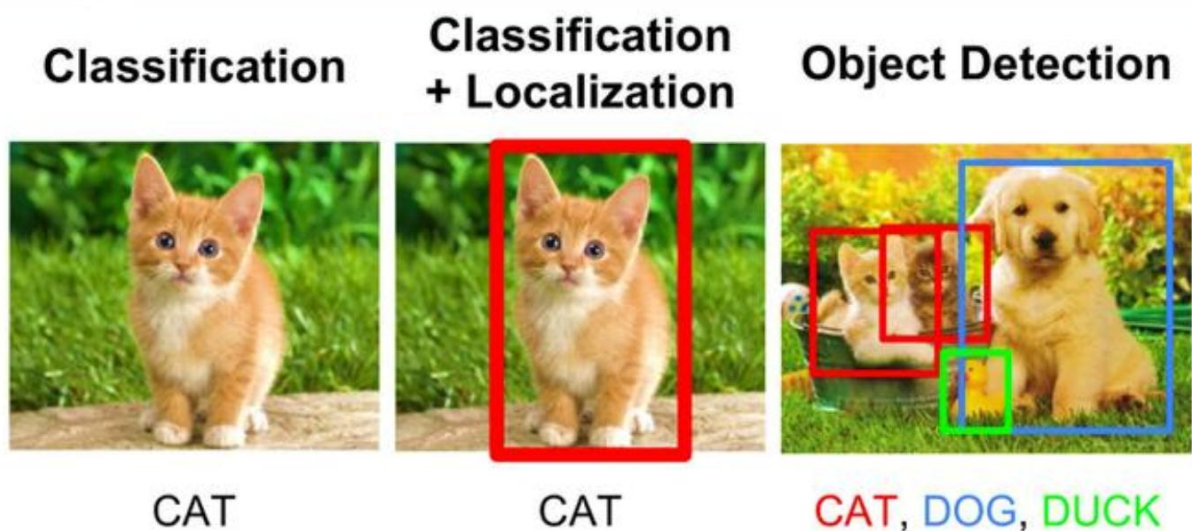 Classification
Classification
+ Localization
Object Detection
CAT
CAT
CAT, DOG, DUCK